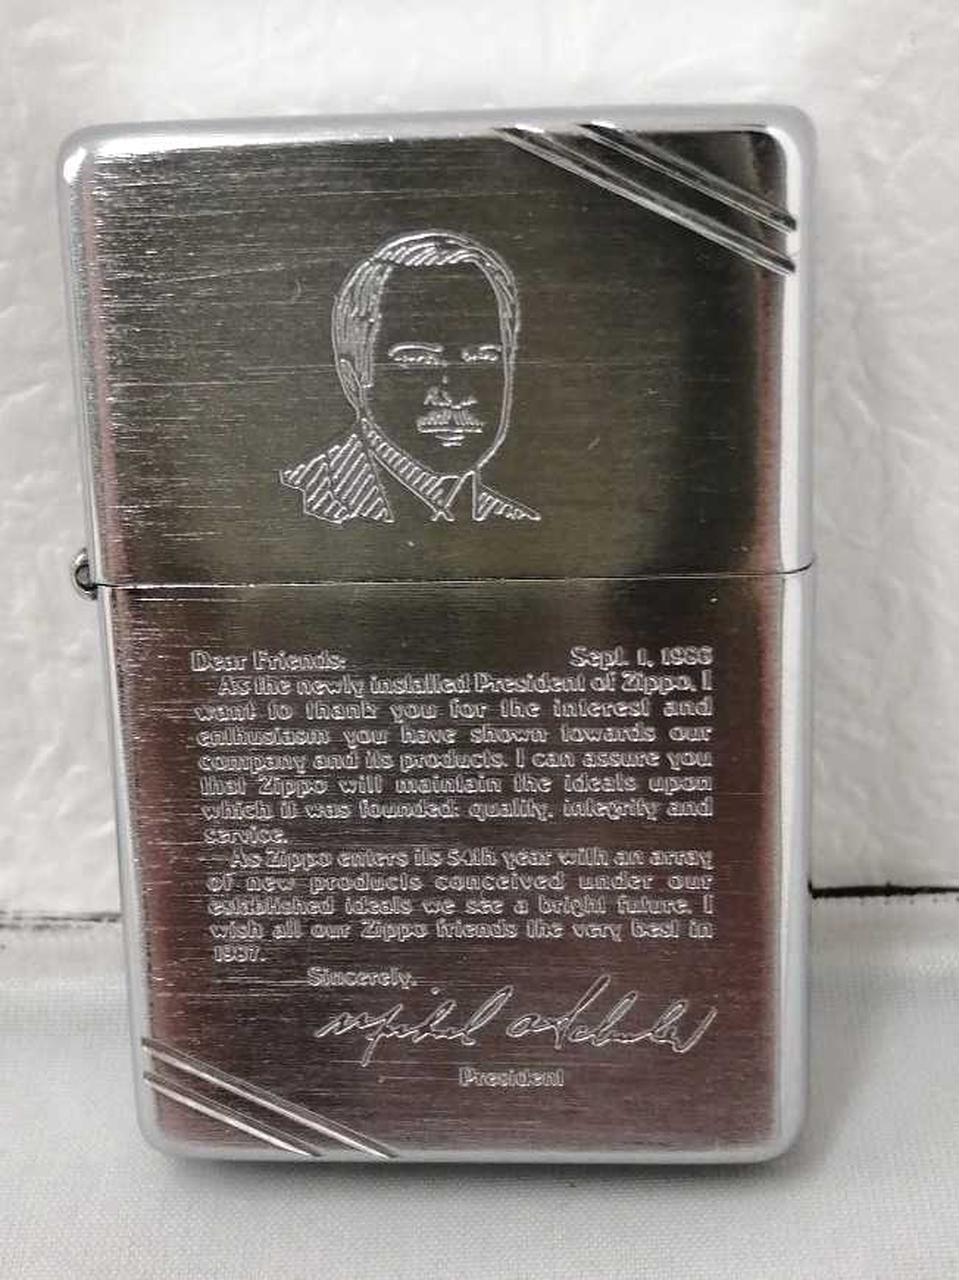 Dear Friends: Sept. 1, 1986
As the newly installed President of Zippo, I
want to thank you for the interest and
enthusiasm you have shown towards our
company and its products. I can assure you
that Zippo will maintain the ideals upon
which it was founded: quality, integrity and
service.
As Zippo enters its 54th year with an array
of new products conceived under our
established ideals we see a bright future. I
wish all our Zippo friends the very best in
1987.
Sincerely,
President